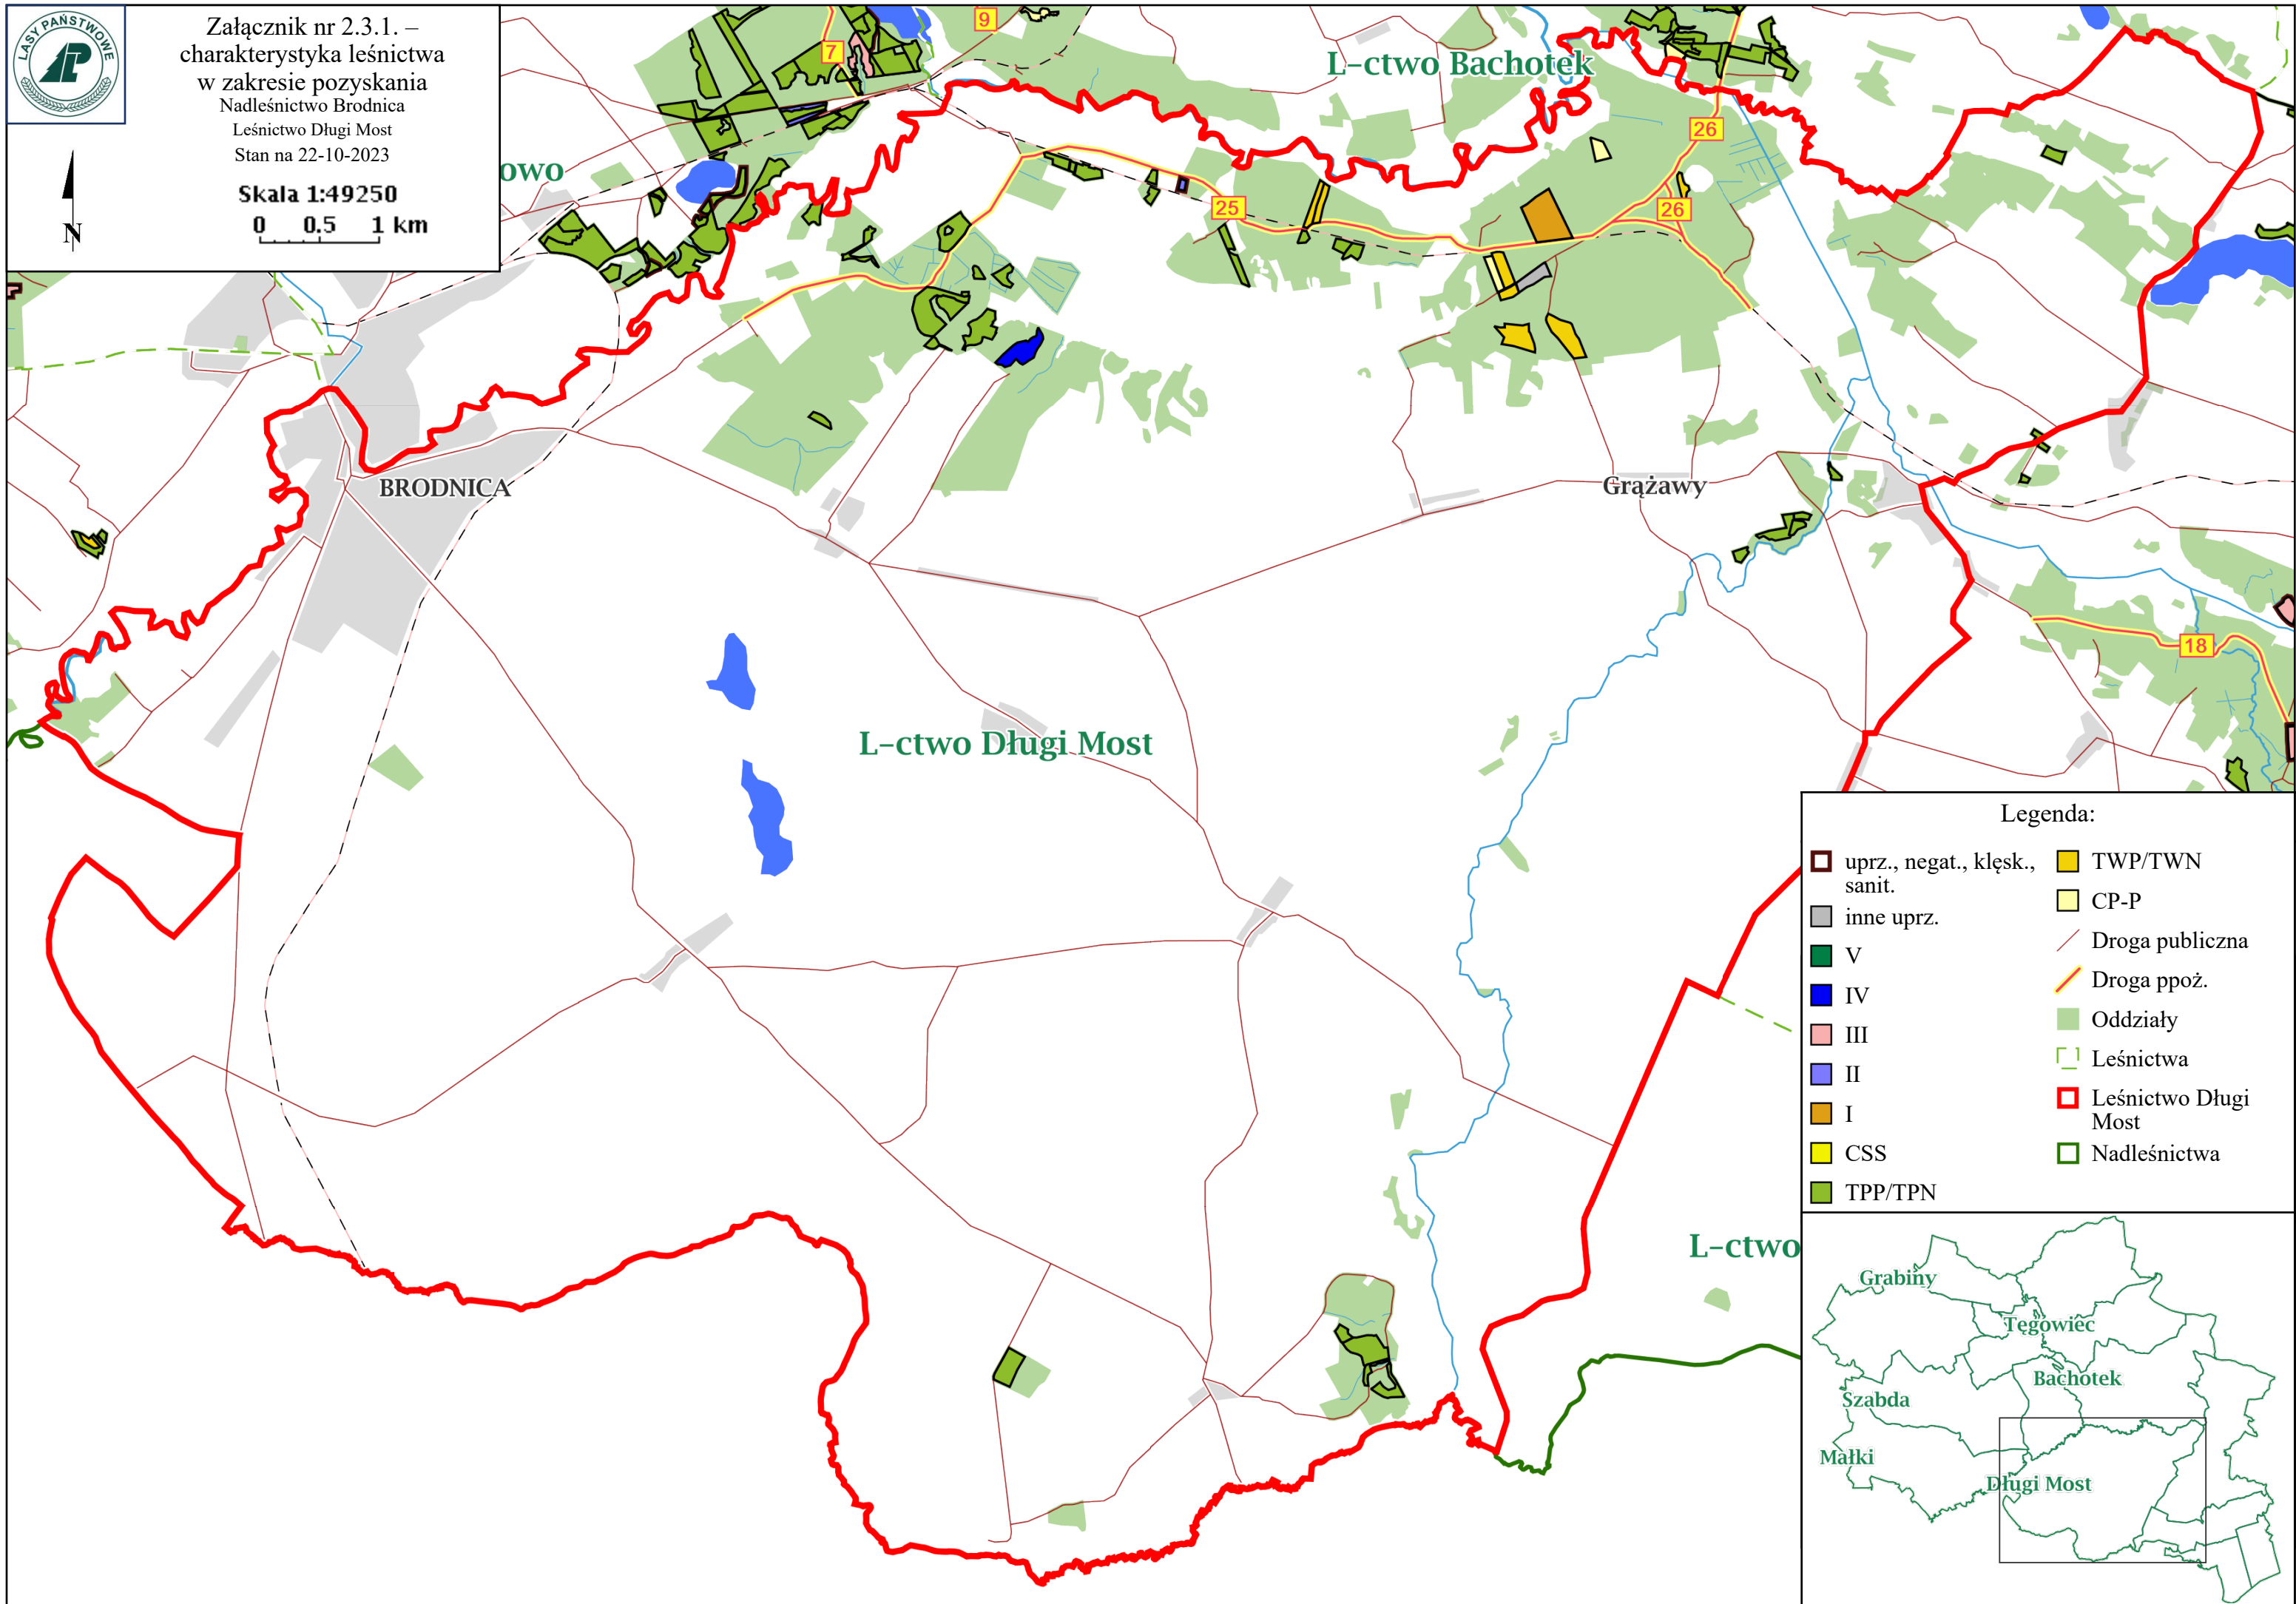 LASY PAŃSTWOWE
Załącznik nr 2.3.1. –
charakterystyka leśnictwa
w zakresie pozyskania
Nadleśnictwo Brodnica
Leśnictwo Długi Most
Stan na 22-10-2023
Skala 1:49250
0 0.5 1 km
N
9
7
L-ctwo Bachotek
26
owo
25
26
BRODNICA
Grążawy
18
L-ctwo Długi Most
L-ctwo
Legenda:
uprz., negat., klęsk.,
sanit.
inne uprz.
V
IV
III
II
I
CSS
TPP/TPN
TWP/TWN
CP-P
Droga publiczna
Droga ppoż.
Oddziały
Leśnictwa
Leśnictwo Długi
Most
Nadleśnictwa
Grabiny
Tęgowiec
Bachotek
Szabda
Małki
Długi Most